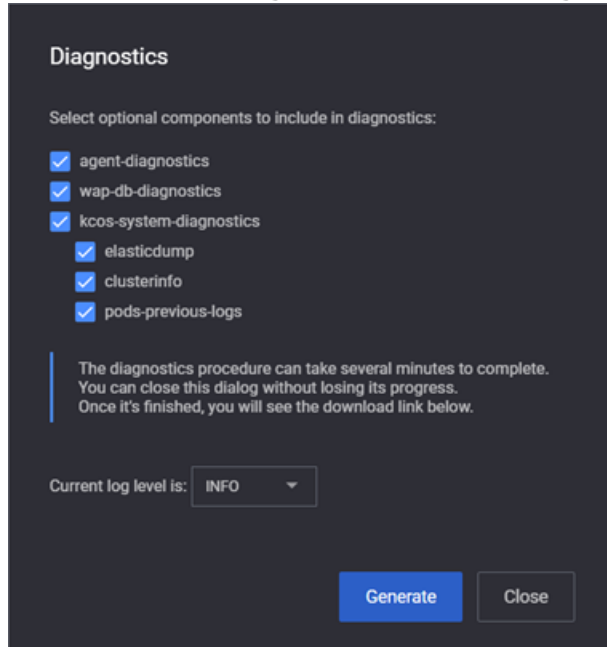 Diagnostics
Select optional components to include in diagnostics:
agent-diagnostics
wap-db-diagnostics
kcos-system-diagnostics
elasticdump
clusterinfo
pods-previous-logs
The diagnostics procedure can take several minutes to complete.
You can close this dialog without losing its progress.
Once it's finished, you will see the download link below.
Current log level is: INFO
Generate Close